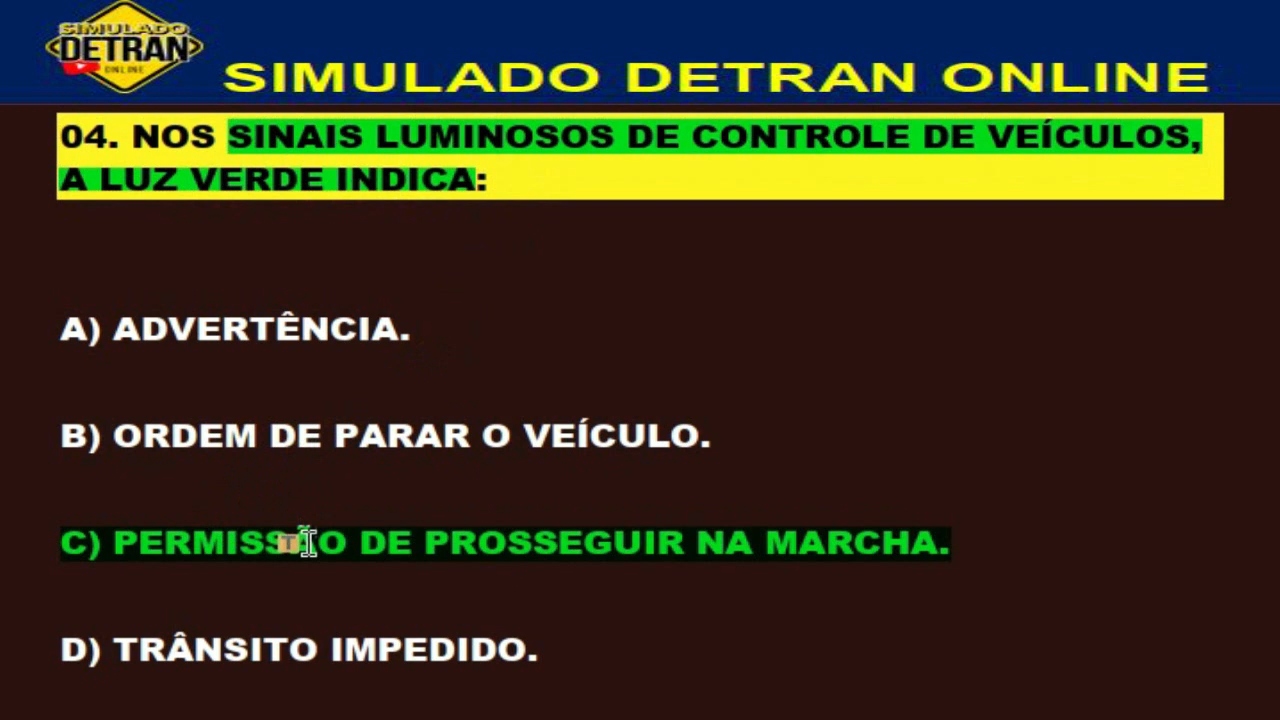 SIMULADO
DETRAN
ONLINE
SIMULADO DETRAN ONLINE
04. NOS SINAIS LUMINOSOS DE CONTROLE DE VEÍCULOS,
A LUZ VERDE INDICA:
A) ADVERTÊNCIA.
B) ORDEM DE PARAR O VEÍCULO.
C) PERMISSÃO DE PROSSEGUIR NA MARCHA.
D) TRÂNSITO IMPEDIDO.